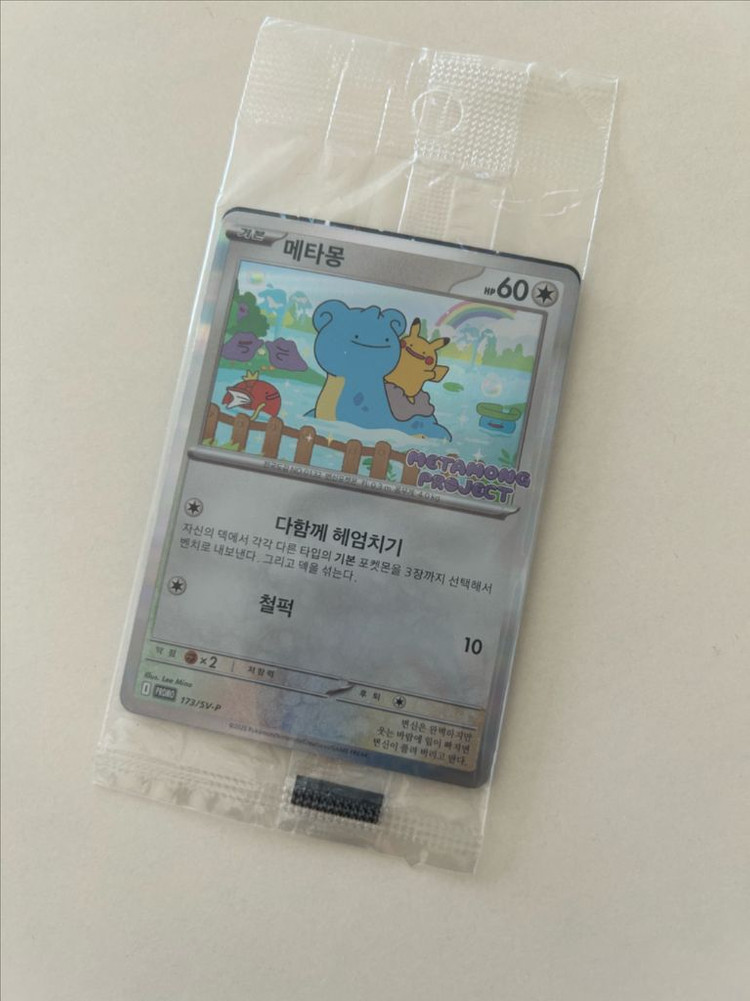 기본 메타몽 HP 60
METAMONG
PROJECT
다함께 헤엄치기
자신의 덱에서 각각 다른 타입의 기본 포켓몬을 3장까지 선택해서
벤치로 내보낸다. 그리고 덱을 섞는다.
철퍽
10
약점 ×2 저항력 후퇴
Illus. Lee Mina
PROMO 173/SV-P
변신은 완벽하지만
웃는 바람에 힘이 빠지면
변신이 풀려 버리고 만다.